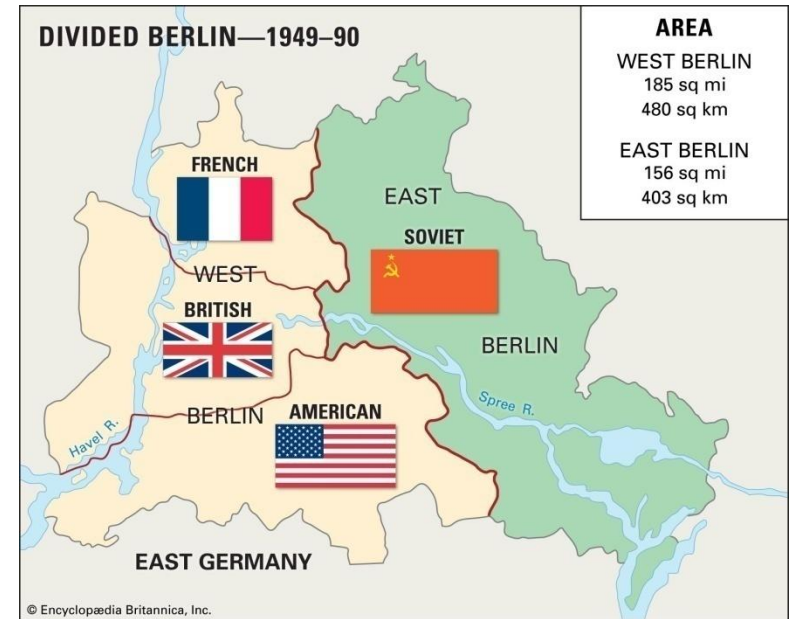 DIVIDED BERLIN—1949–90
AREA
WEST BERLIN
185 sq mi
480 sq km
EAST BERLIN
156 sq mi
403 sq km
FRENCH
EAST
SOVIET
WEST
BRITISH
BERLIN
BERLIN
AMERICAN
Spree R.
Havel R.
EAST GERMANY
© Encyclopædia Britannica, Inc.